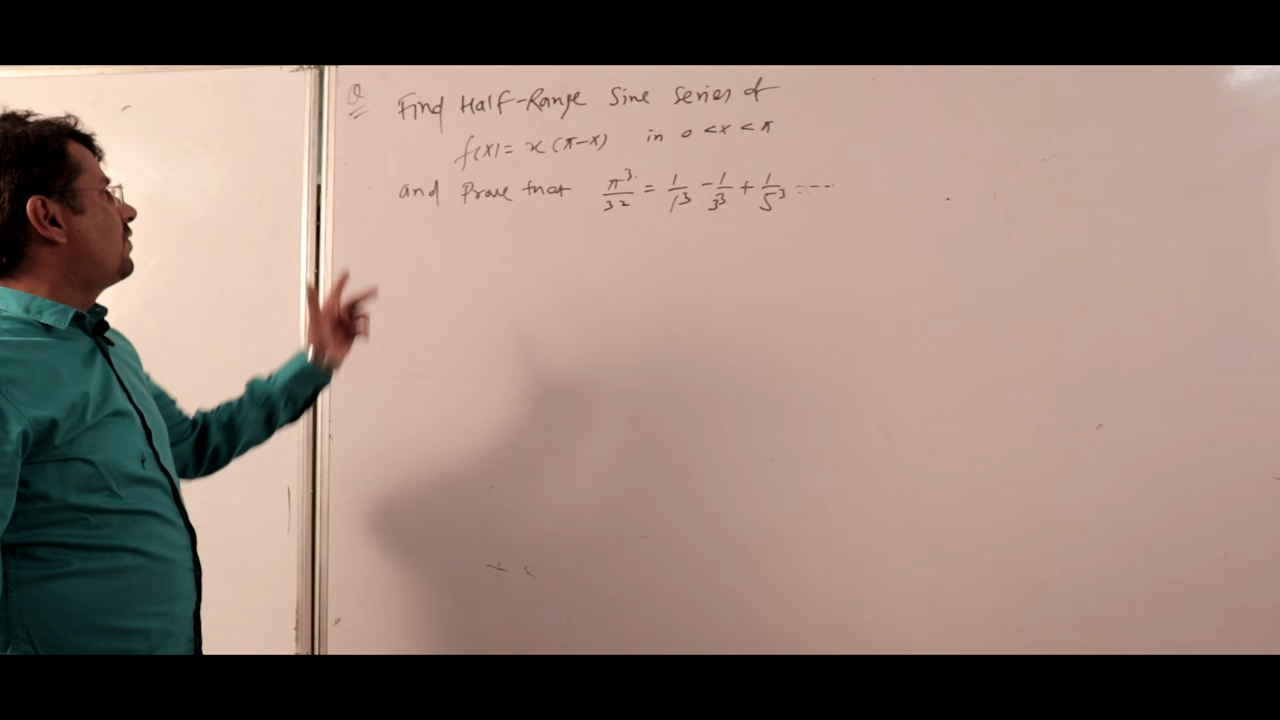 Q Find Half-Range Sine Series of
f(x) = x (π-x) in 0 < x < π
and Prove that π³/32 = 1/1³ - 1/3³ + 1/5³ ----